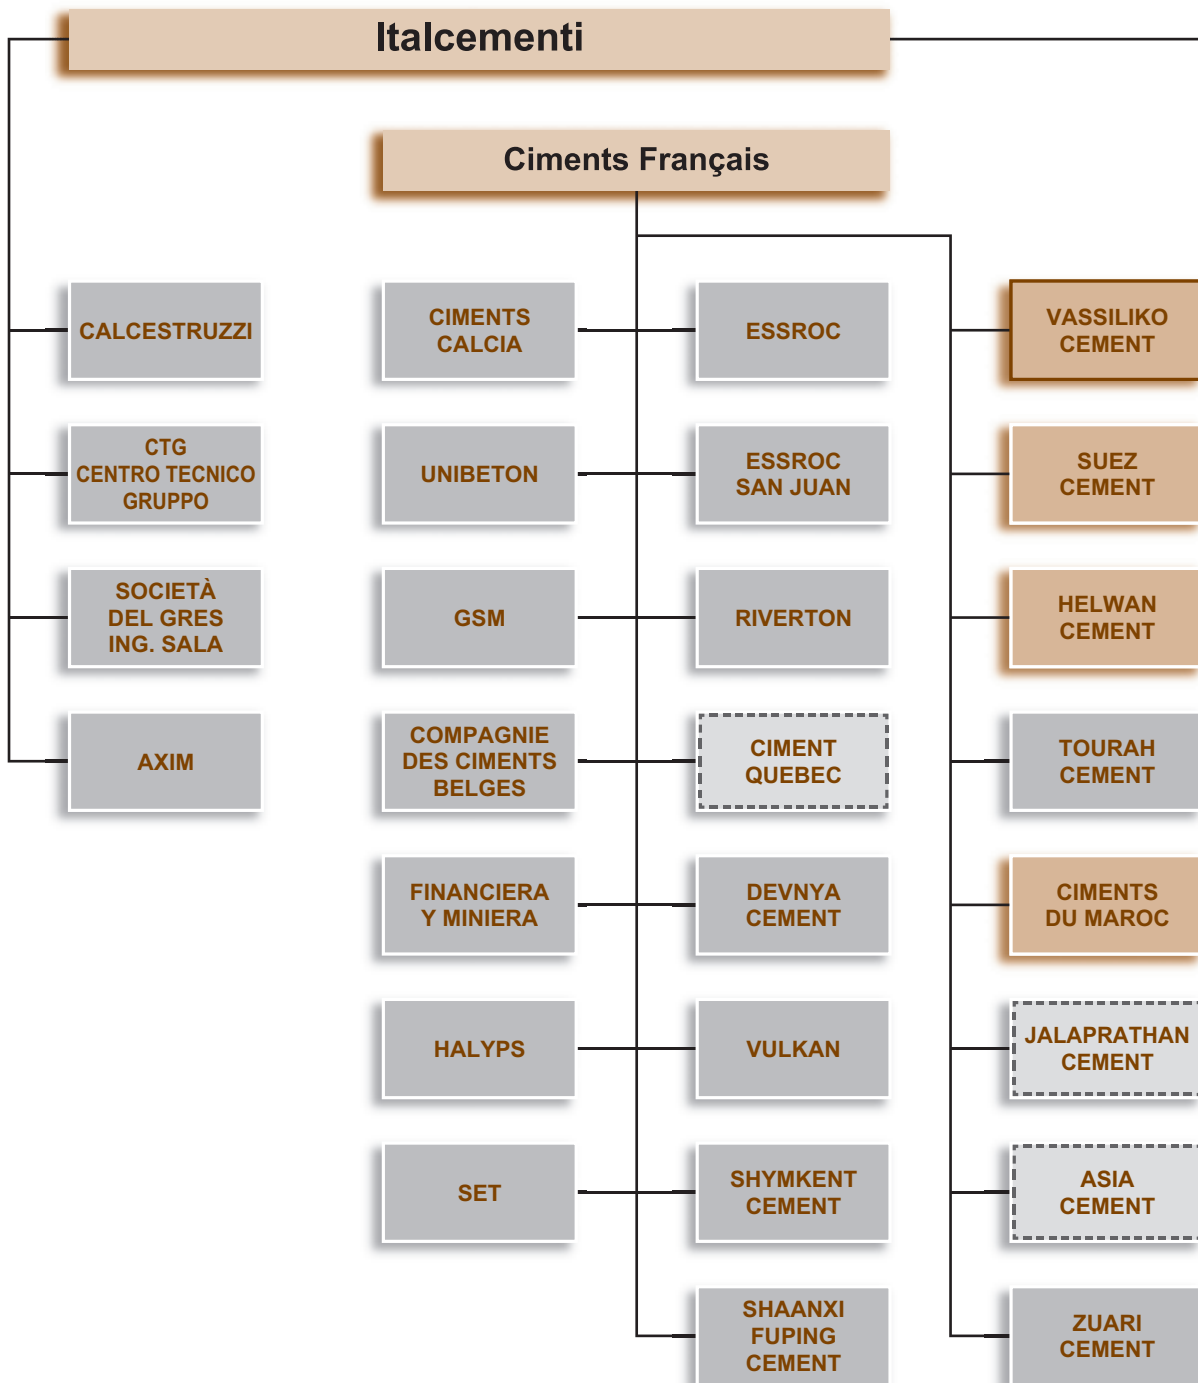 Italcementi
Ciments Français
CALCESTRUZZI
CIMENTS
CALCIA
ESSROC
VASSILIKO
CEMENT
CTG
CENTRO TECNICO
GRUPPO
UNIBETON
ESSROC
SAN JUAN
SUEZ
CEMENT
SOCIETÀ
DEL GRES
ING. SALA
GSM
RIVERTON
HELWAN
CEMENT
AXIM
COMPAGNIE
DES CIMENTS
BELGES
CIMENT
QUEBEC
TOURAH
CEMENT
FINANCIERA
Y MINIERA
DEVNYA
CEMENT
CIMENTS
DU MAROC
HALYPS
VULKAN
JALAPRATHAN
CEMENT
SET
SHYMKENT
CEMENT
ASIA
CEMENT
SHAANXI
FUPING
CEMENT
ZUARI
CEMENT